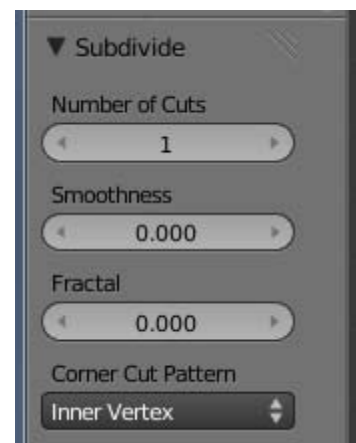 Subdivide
Number of Cuts
1
Smoothness
0.000
Fractal
0.000
Corner Cut Pattern
Inner Vertex